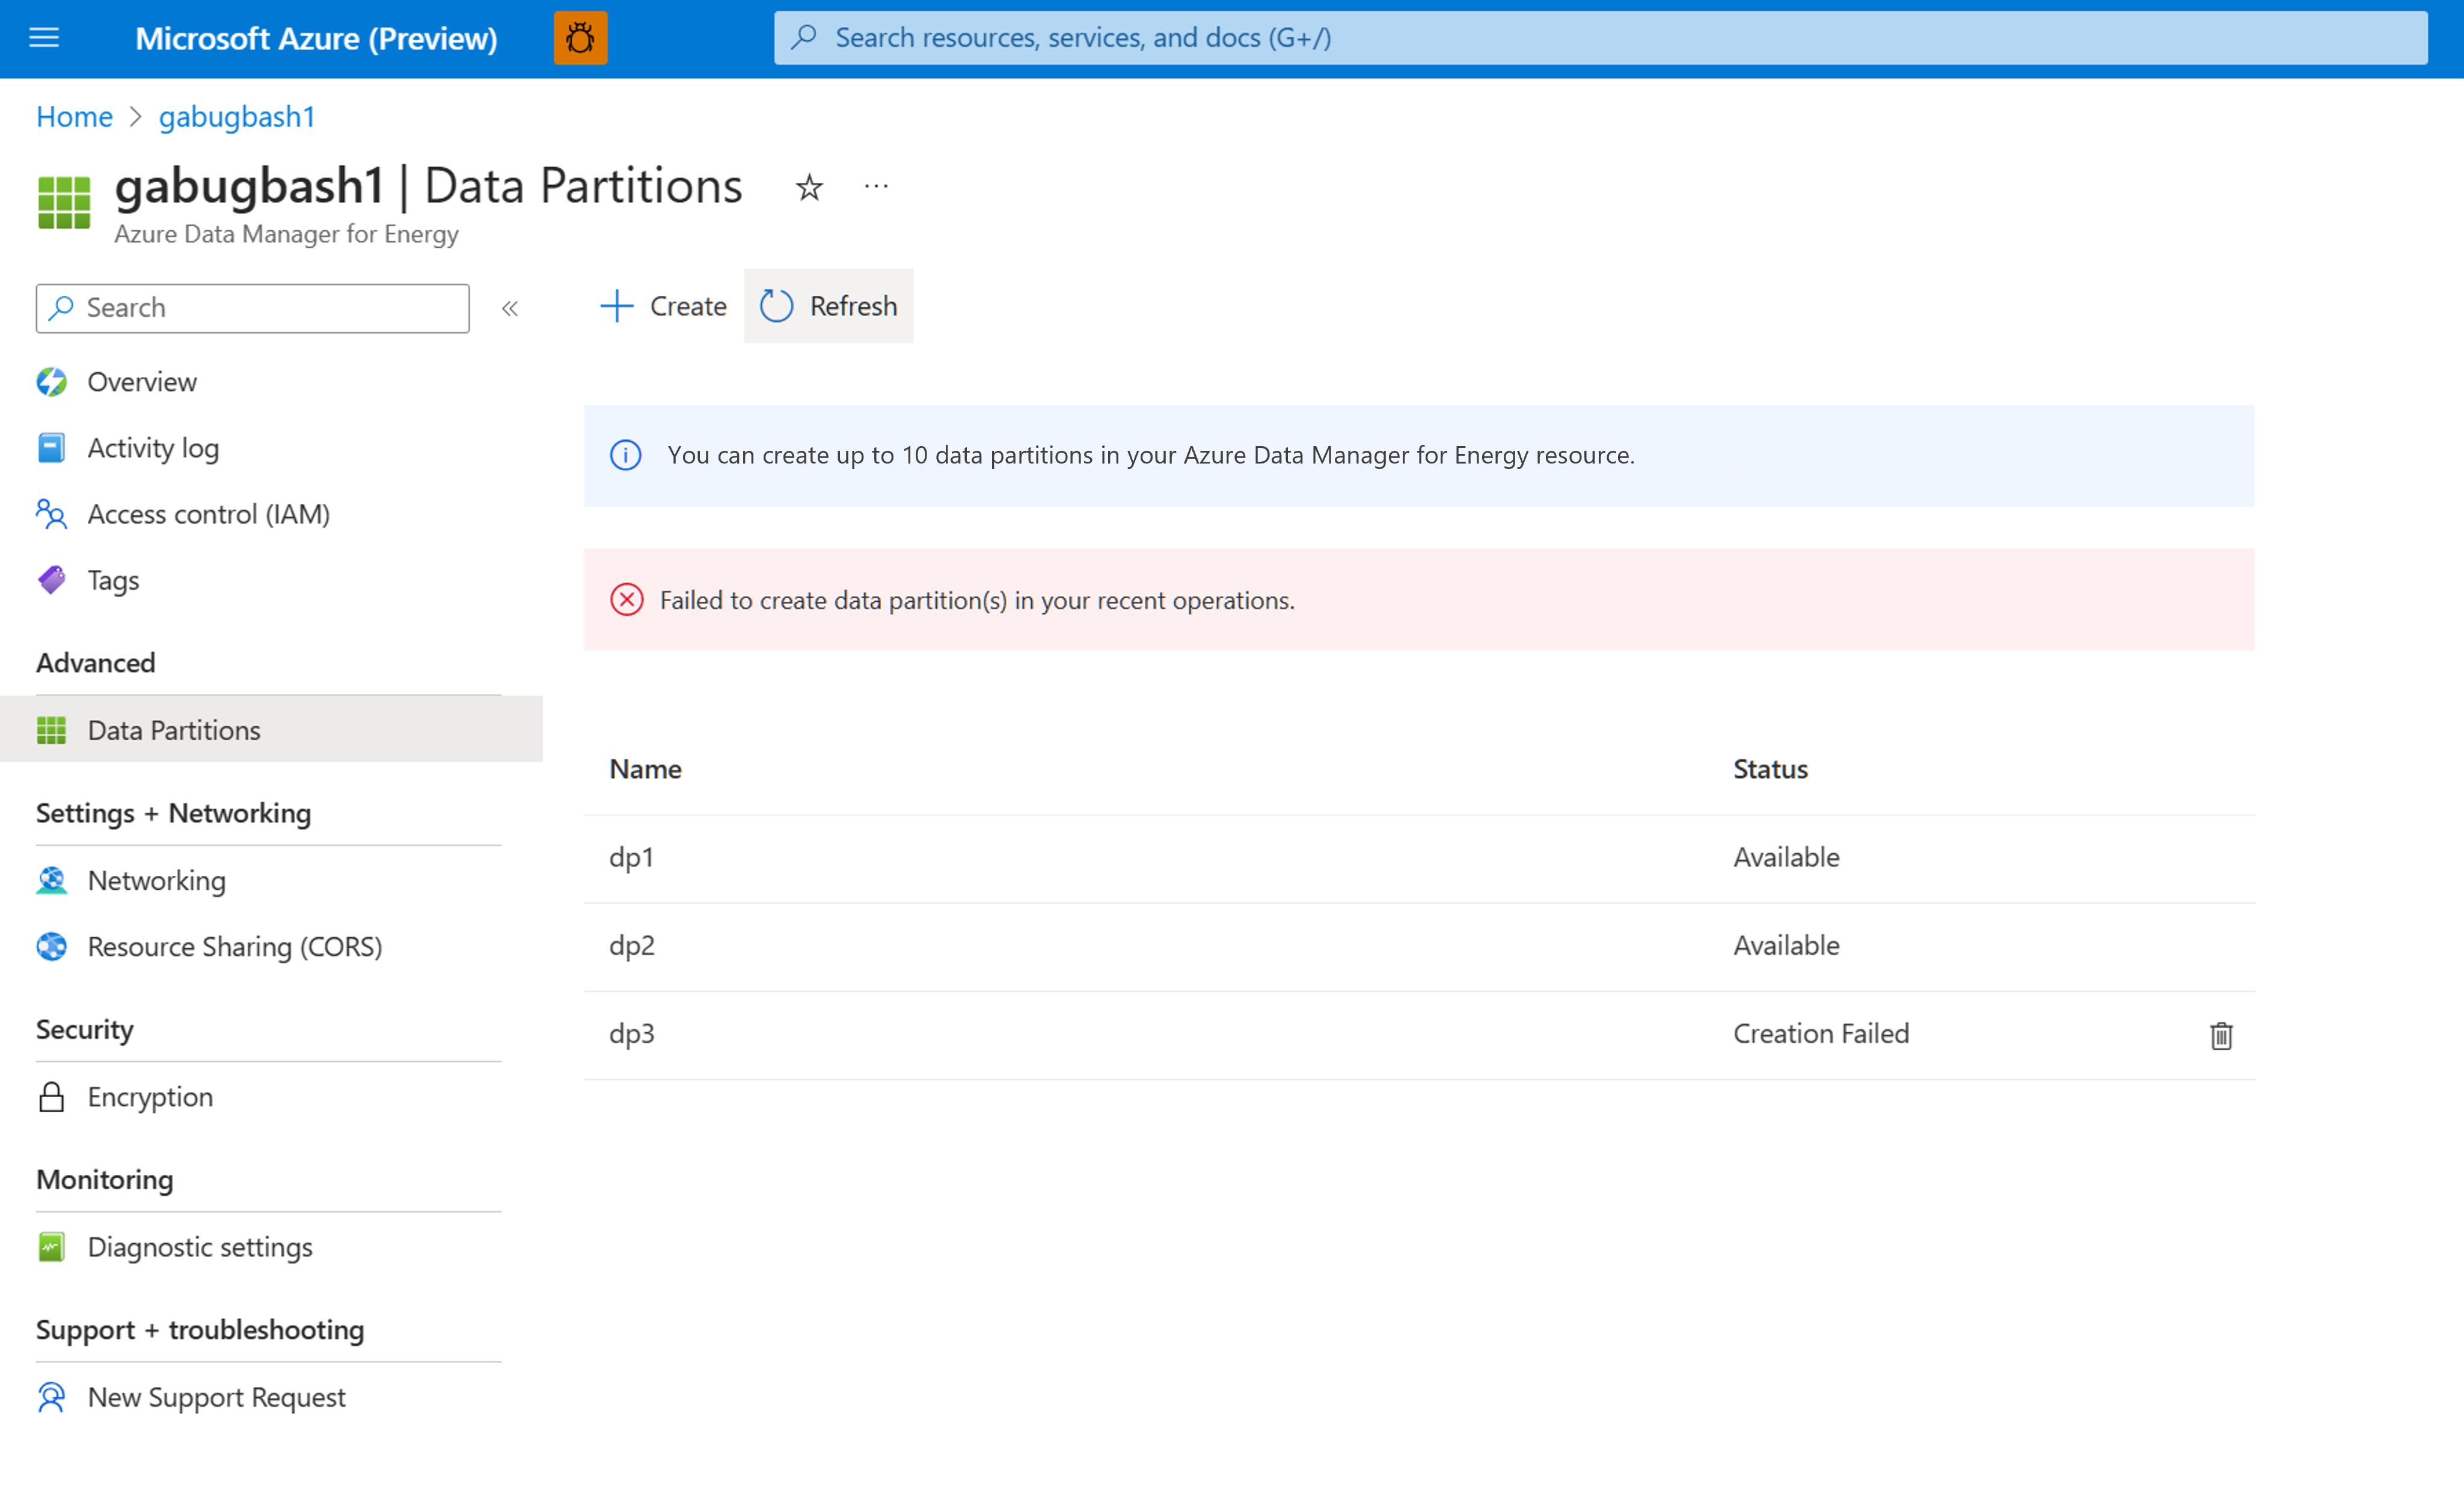 Microsoft Azure (Preview)
Search resources, services, and docs (G+/)
Home > gabugbash1
gabugbash1 | Data Partitions
Azure Data Manager for Energy
Search
Overview
Activity log
Access control (IAM)
Tags
Advanced
Data Partitions
Settings + Networking
Networking
Resource Sharing (CORS)
Security
Encryption
Monitoring
Diagnostic settings
Support + troubleshooting
New Support Request
Create Refresh
You can create up to 10 data partitions in your Azure Data Manager for Energy resource.
Failed to create data partition(s) in your recent operations.
Name Status
dp1 Available
dp2 Available
dp3 Creation Failed